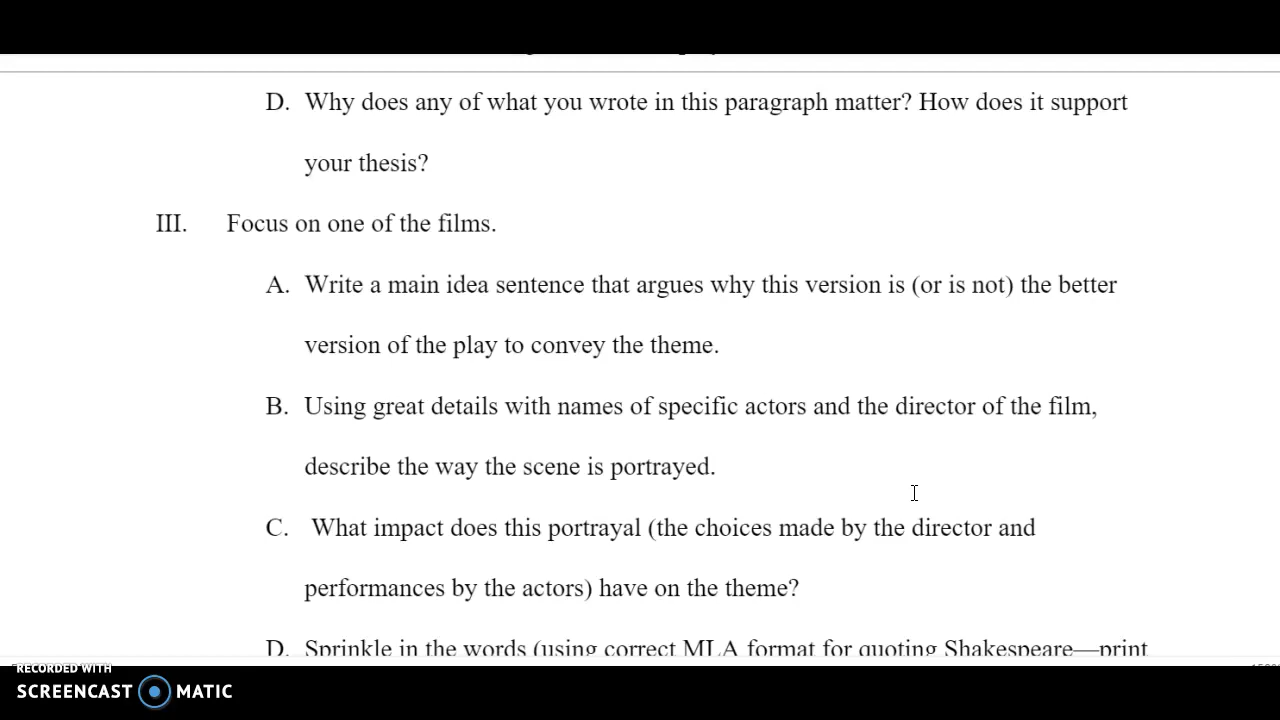 D. Why does any of what you wrote in this paragraph matter? How does it support
your thesis?
III. Focus on one of the films.
A. Write a main idea sentence that argues why this version is (or is not) the better
version of the play to convey the theme.
B. Using great details with names of specific actors and the director of the film,
describe the way the scene is portrayed.
C. What impact does this portrayal (the choices made by the director and
performances by the actors) have on the theme?
D. Sprinkle in the words (using correct MLA format for quoting Shakespeare—print
RECORDED WITH
SCREENCAST MATIC